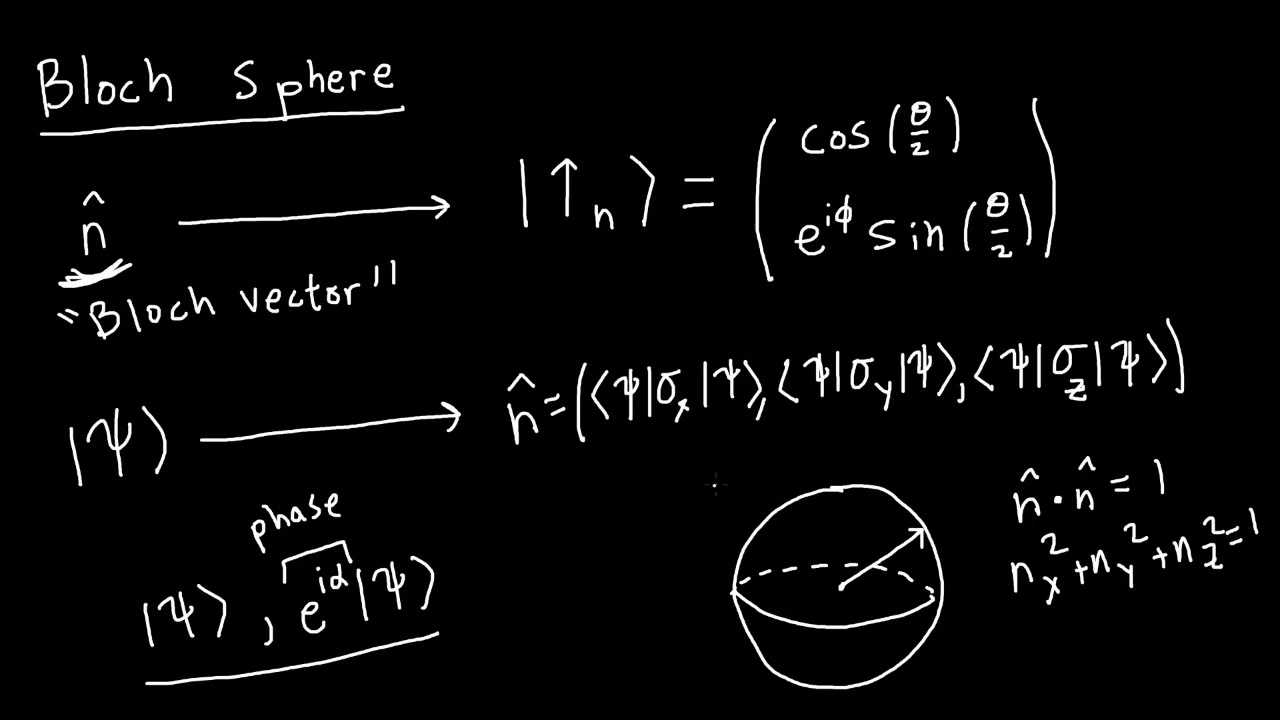 Bloch Sphere
n̂ ⟶ |↑ₙ⟩ = ( cos(θ/2) 
e^{iϕ} sin(θ/2) )
"Bloch vector"
|ψ⟩ ⟶ n̂ = (⟨ψ|σₓ|ψ⟩, ⟨ψ|σ_y|ψ⟩, ⟨ψ|σ_z|ψ⟩)
phase
|ψ⟩, e^{iα}|ψ⟩
n̂ · n̂ = 1
n_x² + n_y² + n_z² = 1